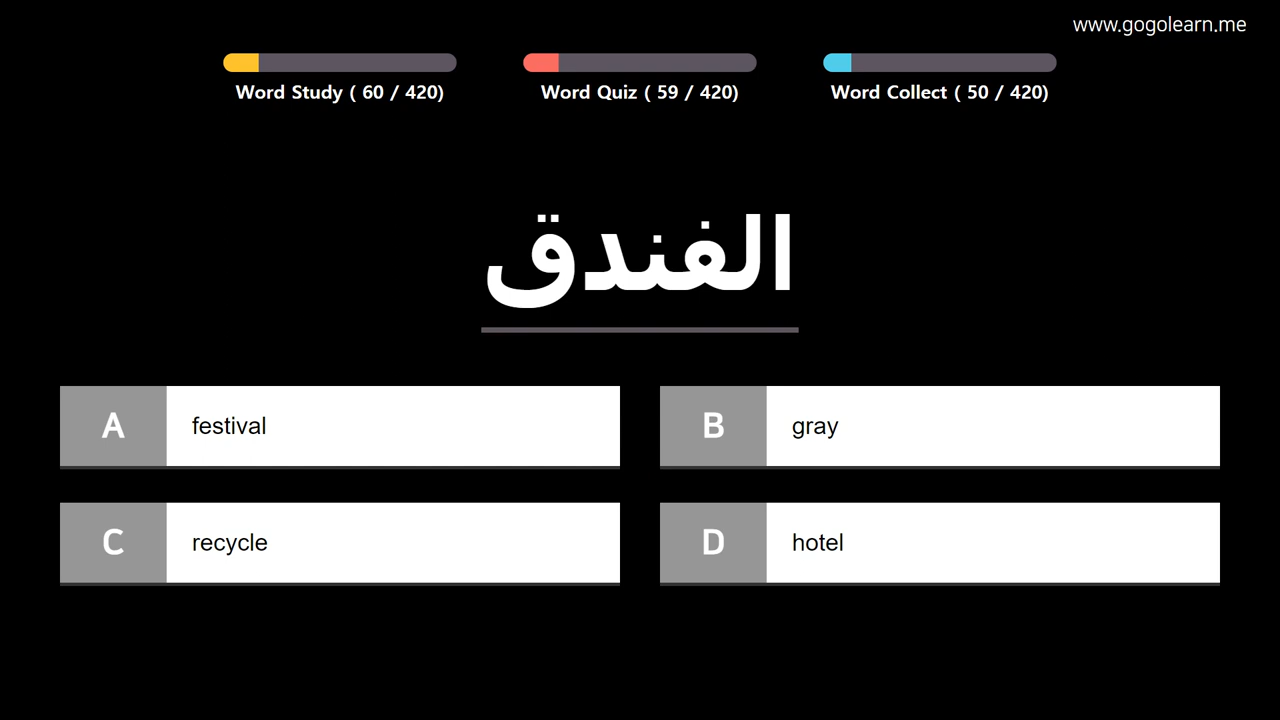 www.gogolearn.me
Word Study ( 60 / 420)
Word Quiz ( 59 / 420)
Word Collect ( 50 / 420)
الفندق
A festival
B gray
C recycle
D hotel